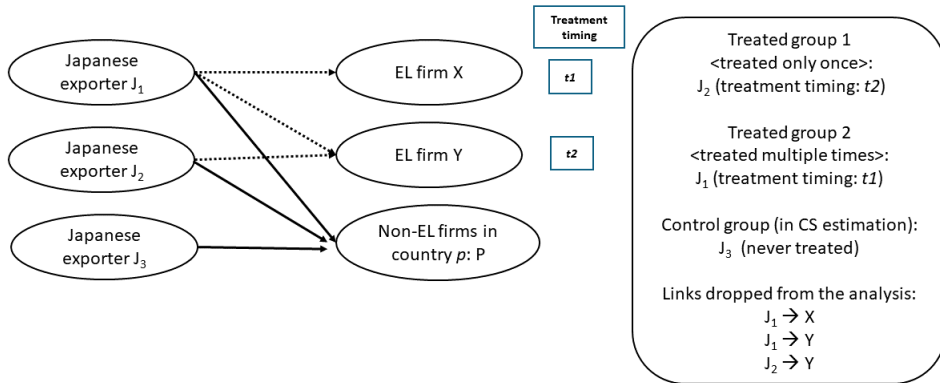 Treatment
timing
Japanese
exporter J₁
EL firm X
t1
Japanese
exporter J₂
EL firm Y
t2
Japanese
exporter J₃
Non-EL firms in
country p: P
Treated group 1
<treated only once>:
J₂ (treatment timing: t2)
Treated group 2
<treated multiple times>:
J₁ (treatment timing: t1)
Control group (in CS estimation):
J₃ (never treated)
Links dropped from the analysis:
J₁ → X
J₁ → Y
J₂ → Y